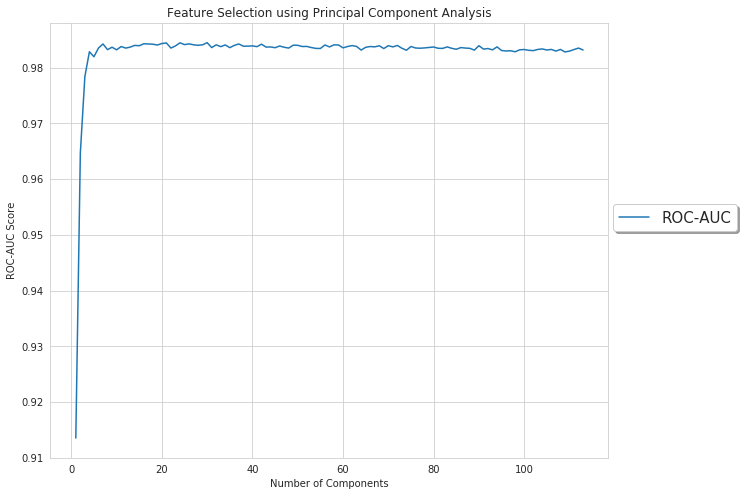 Feature Selection using Principal Component Analysis
0.98
0.97
0.96
0.95
0.94
0.93
0.92
0.91
ROC-AUC Score
0 20 40 60 80 100
Number of Components
ROC-AUC